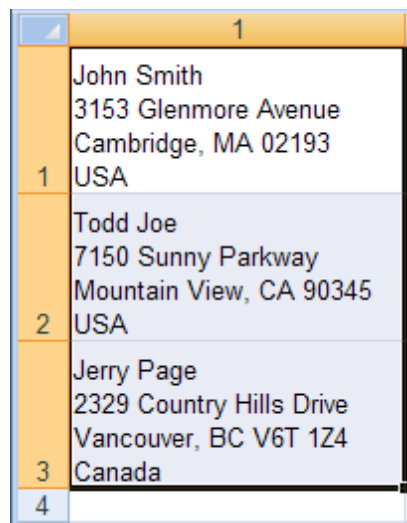 1
John Smith
3153 Glenmore Avenue
Cambridge, MA 02193
1 USA
Todd Joe
7150 Sunny Parkway
Mountain View, CA 90345
2 USA
Jerry Page
2329 Country Hills Drive
Vancouver, BC V6T 1Z4
3 Canada
4